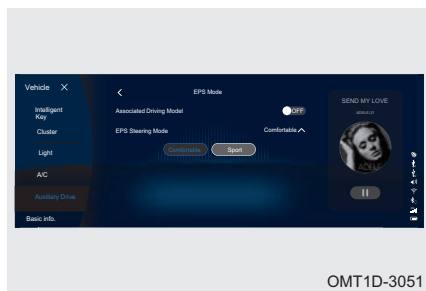 Vehicle ✕
EPS Mode
Intelligent
Key
Cluster
Light
A/C
Auxiliary Drive
Basic info.
Associated Driving Model
OFF
EPS Steering Mode
Comfortable
Comfortable
Sport
SEND MY LOVE
ADELE
OMT1D-3051